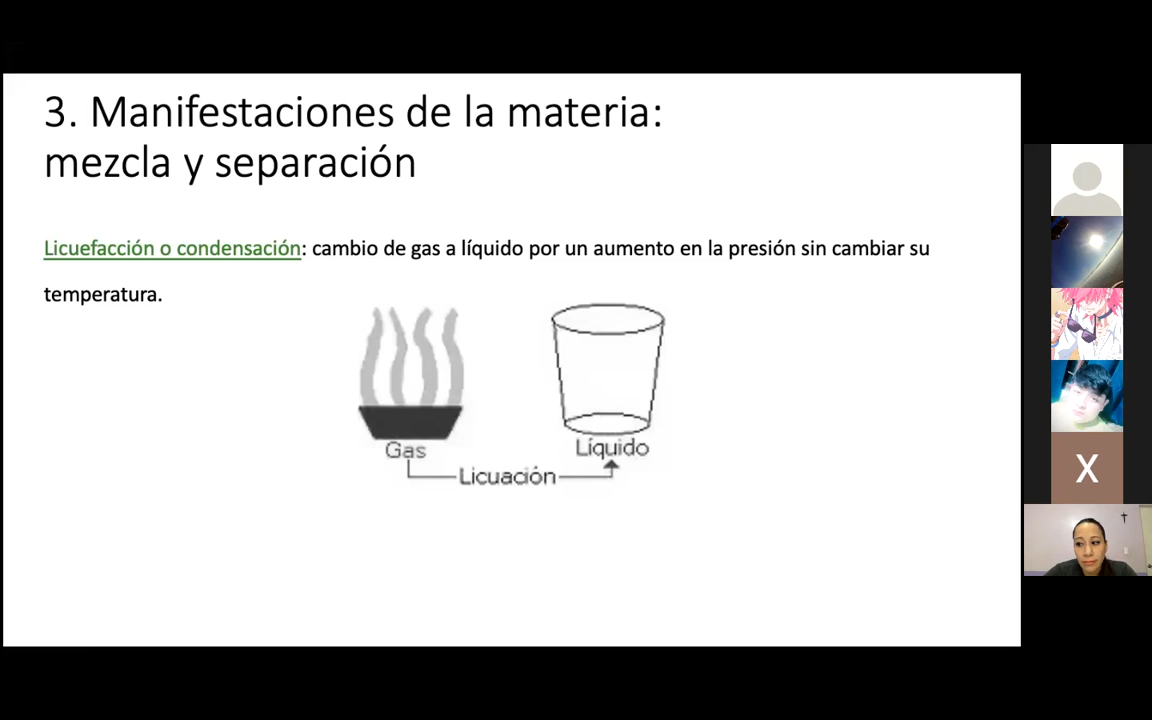 3. Manifestaciones de la materia:
mezcla y separación
Licuefacción o condensación: cambio de gas a líquido por un aumento en la presión sin cambiar su
temperatura.
Gas
Líquido
Licuación
X